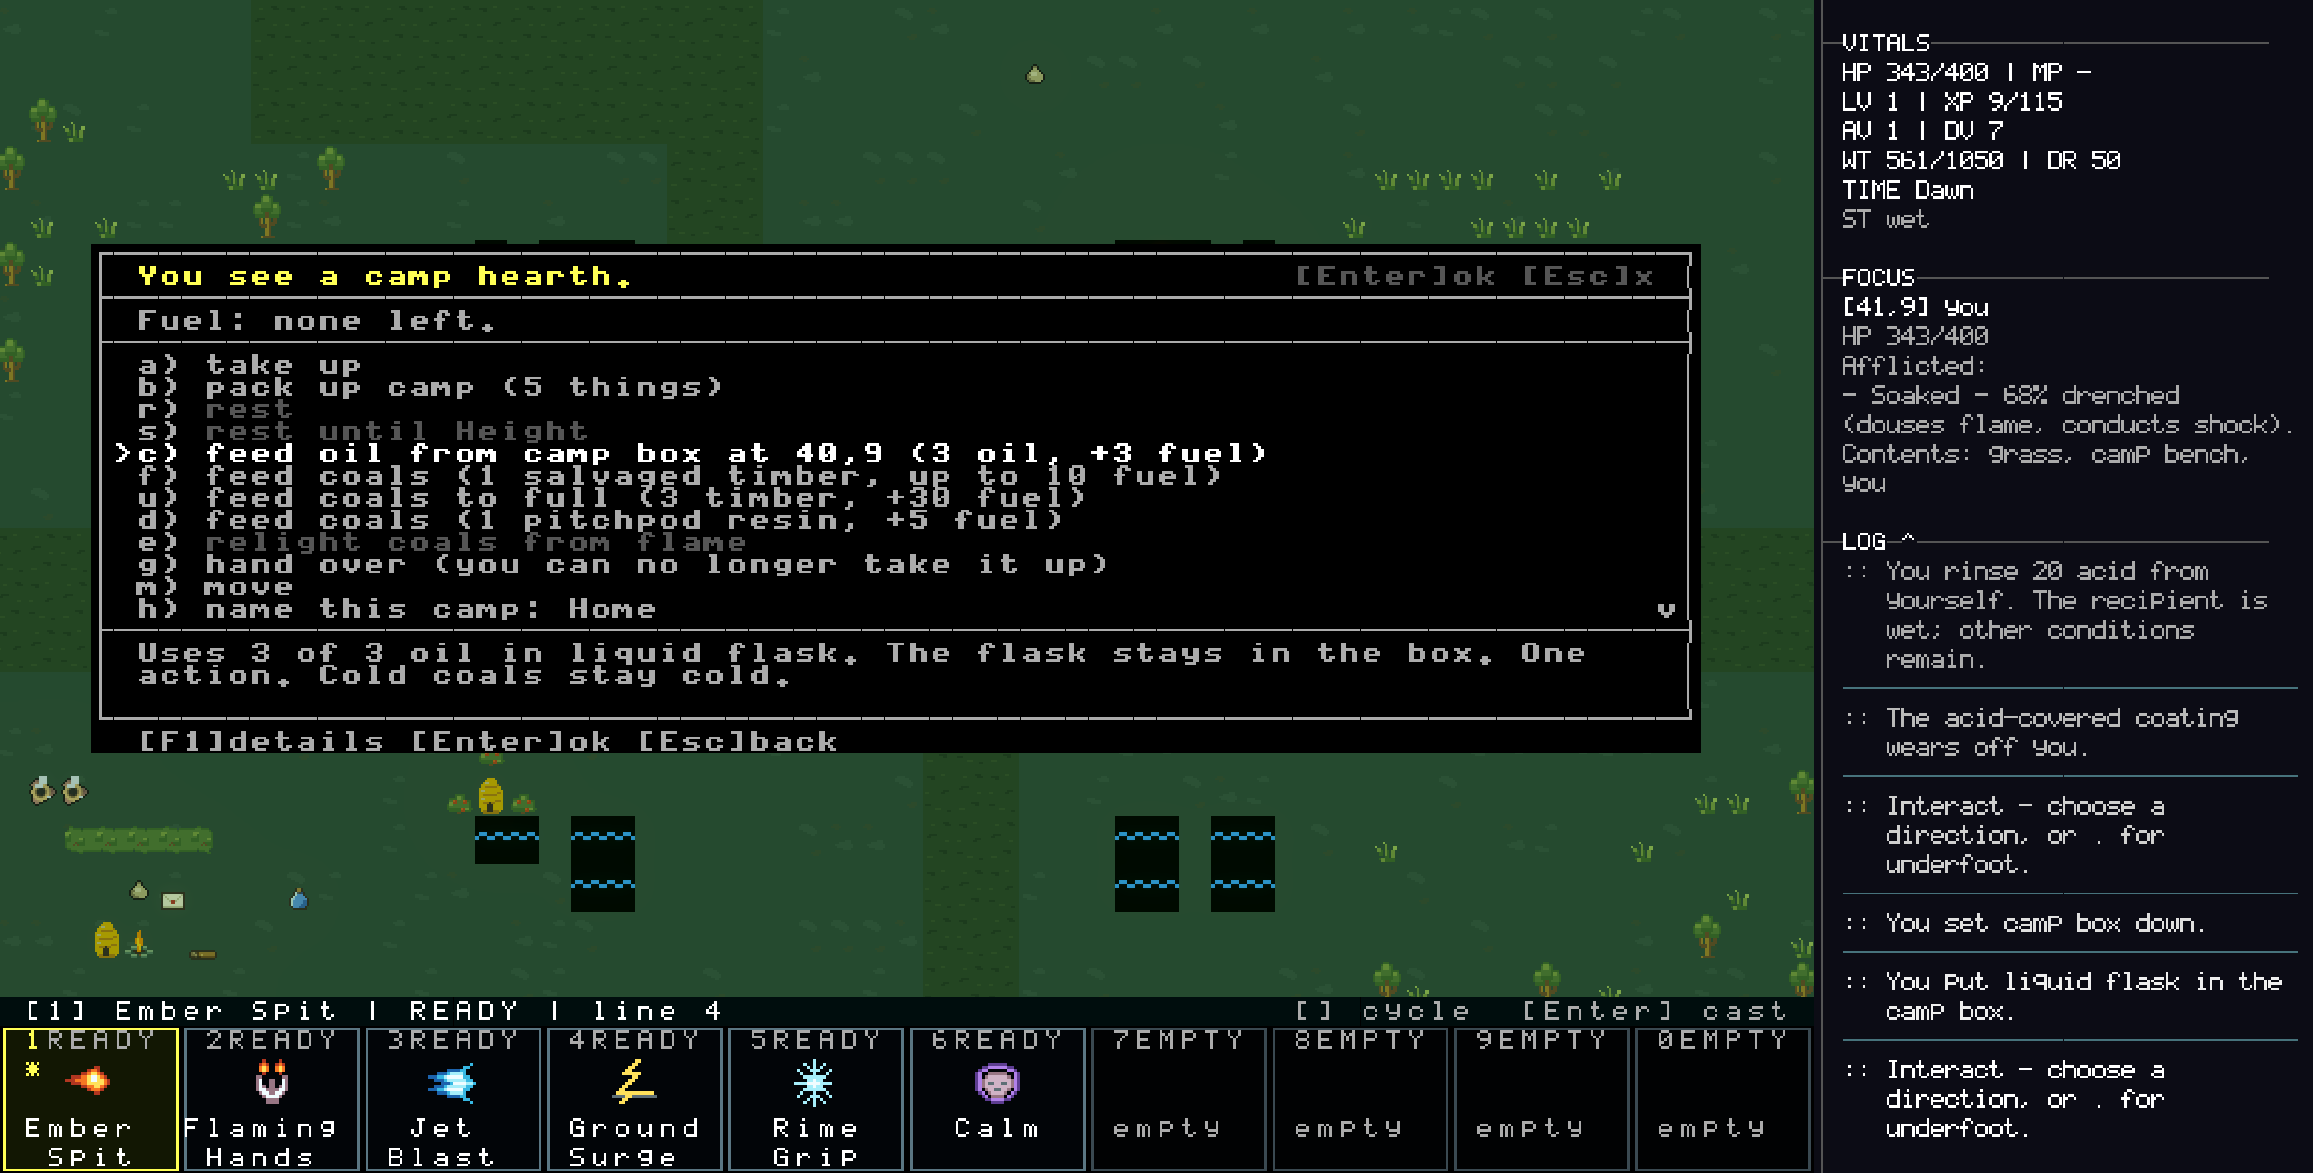 You see a camp hearth. [Enter]ok [Esc]x
Fuel: none left.
a) take up
b) pack up camp (5 things)
r) rest
s) rest until Height
>c) feed oil from camp box at 40,9 (3 oil, +3 fuel)
f) feed coals (1 salvaged timber, up to 10 fuel)
u) feed coals to full (3 timber, +30 fuel)
d) feed coals (1 pitchpod resin, +5 fuel)
e) relight coals from flame
g) hand over (you can no longer take it up)
m) move
h) name this camp: Home
v
Uses 3 of 3 oil in liquid flask. The flask stays in the box. One
action. Cold coals stay cold.
[F1]details [Enter]ok [Esc]back
[1] Ember Spit | READY | line 4 [] cycle [Enter] cast
1READY 2READY 3READY 4READY 5READY 6READY 7EMPTY 8EMPTY 9EMPTY 0EMPTY
Ember Flaming Jet Ground Rime Calm empty empty empty empty
Spit Hands Blast Surge Grip
VITALS
HP 343/400 | MP -
LV 1 | XP 9/115
AV 1 | DV 7
WT 561/1050 | DR 50
TIME Dawn
ST wet
FOCUS
[41,9] You
HP 343/400
Afflicted:
- Soaked - 68% drenched
(douses flame, conducts shock).
Contents: grass, camp bench,
you
LOG ^
:: You rinse 20 acid from
yourself. The recipient is
wet; other conditions
remain.
:: The acid-covered coating
wears off you.
:: Interact - choose a
direction, or . for
underfoot.
:: You set camp box down.
:: You put liquid flask in the
camp box.
:: Interact - choose a
direction, or . for
underfoot.